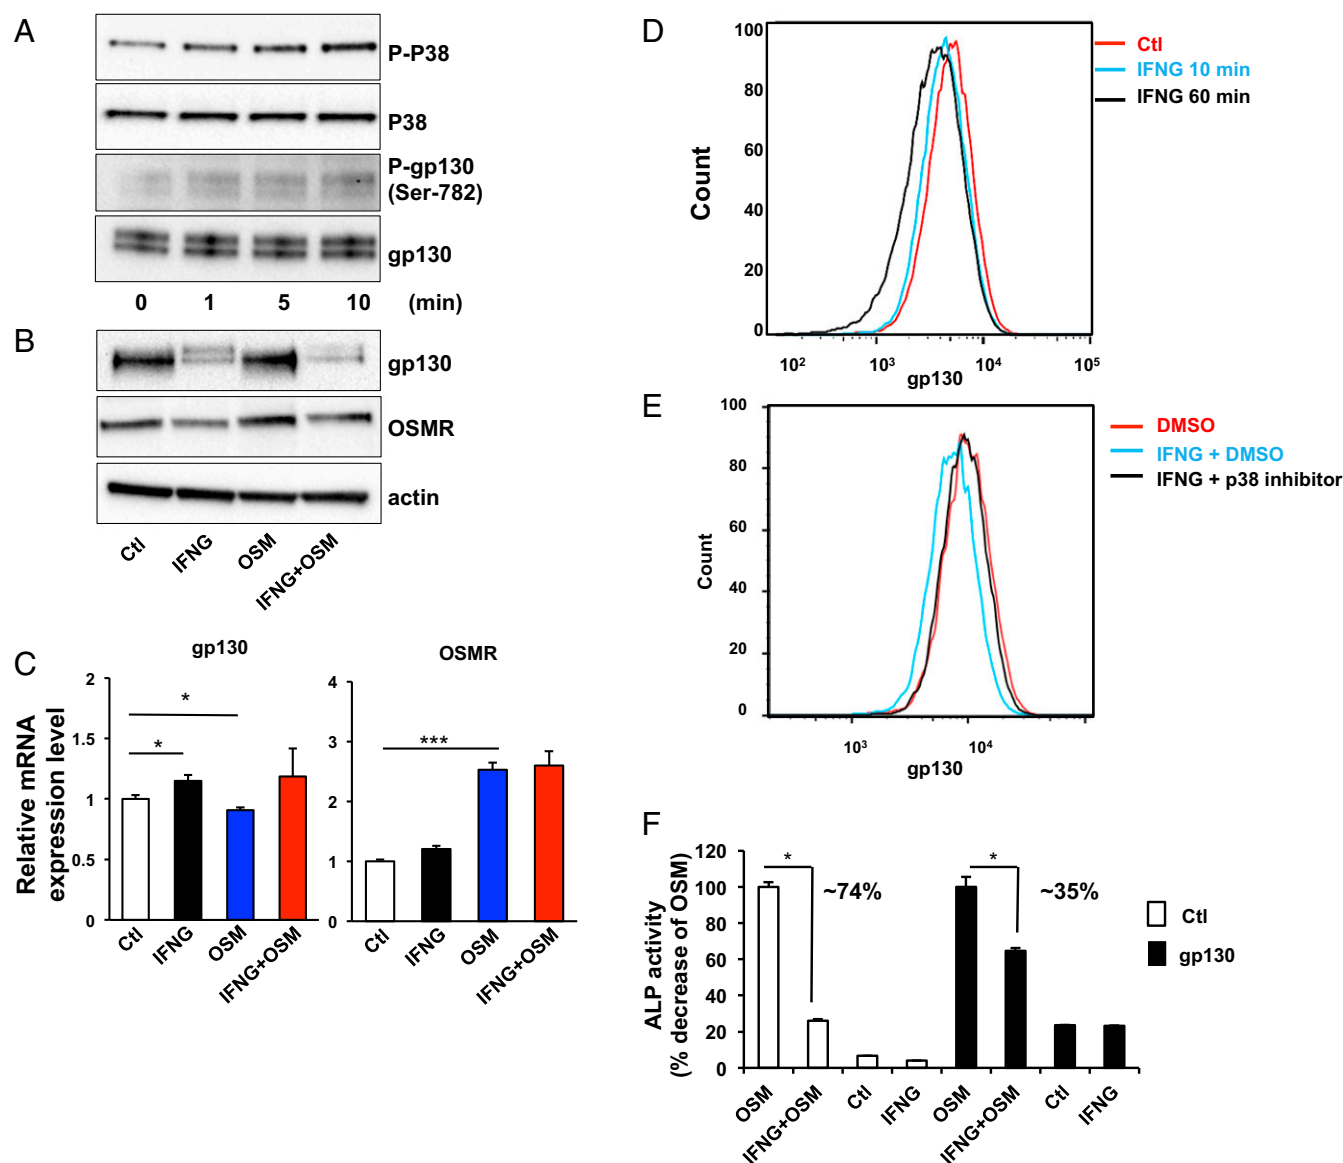 A
P-P38
P38
P-gp130
(Ser-782)
gp130
0 1 5 10 (min)
B
gp130
OSMR
actin
Ctl IFNG OSM IFNG+OSM
C
gp130
Relative mRNA
expression level
2
1.5
1
0.5
0
*
*
Ctl IFNG OSM IFNG+OSM
OSMR
4
3
2
1
0
***
Ctl IFNG OSM IFNG+OSM
D
Count
100
80
60
40
20
0
10² 10³ 10⁴ 10⁵
gp130
Ctl
IFNG 10 min
IFNG 60 min
E
Count
100
80
60
40
20
0
10³ 10⁴
gp130
DMSO
IFNG + DMSO
IFNG + p38 inhibitor
F
ALP activity
(% decrease of OSM)
120
100
80
60
40
20
0
*
~74%
*
~35%
OSM IFNG+OSM Ctl IFNG OSM IFNG+OSM Ctl IFNG
Ctl
gp130